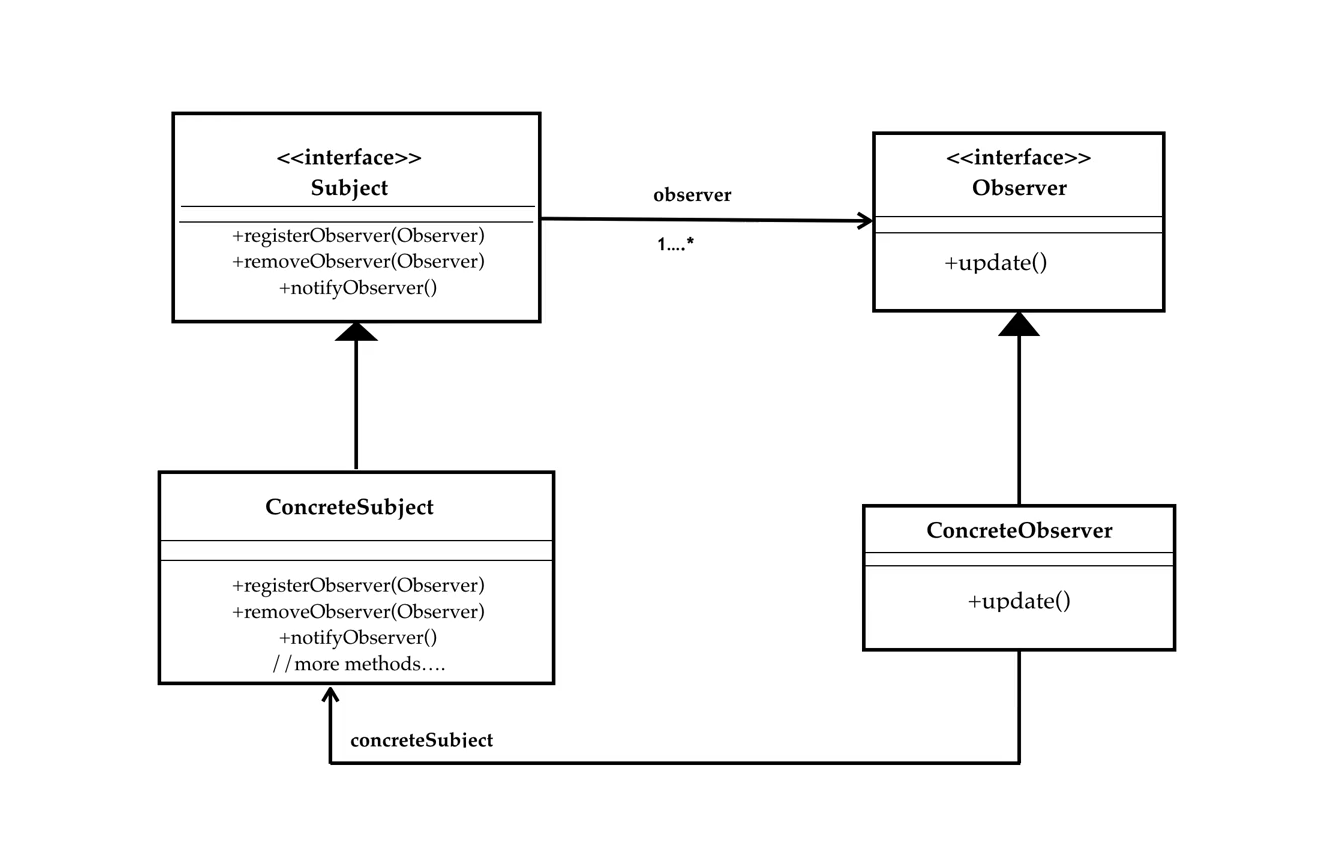 <<interface>>
Subject
+registerObserver(Observer)
+removeObserver(Observer)
+notifyObserver()
observer
1....*
<<interface>>
Observer
+update()
ConcreteSubject
+registerObserver(Observer)
+removeObserver(Observer)
+notifyObserver()
//more methods....
ConcreteObserver
+update()
concreteSubject